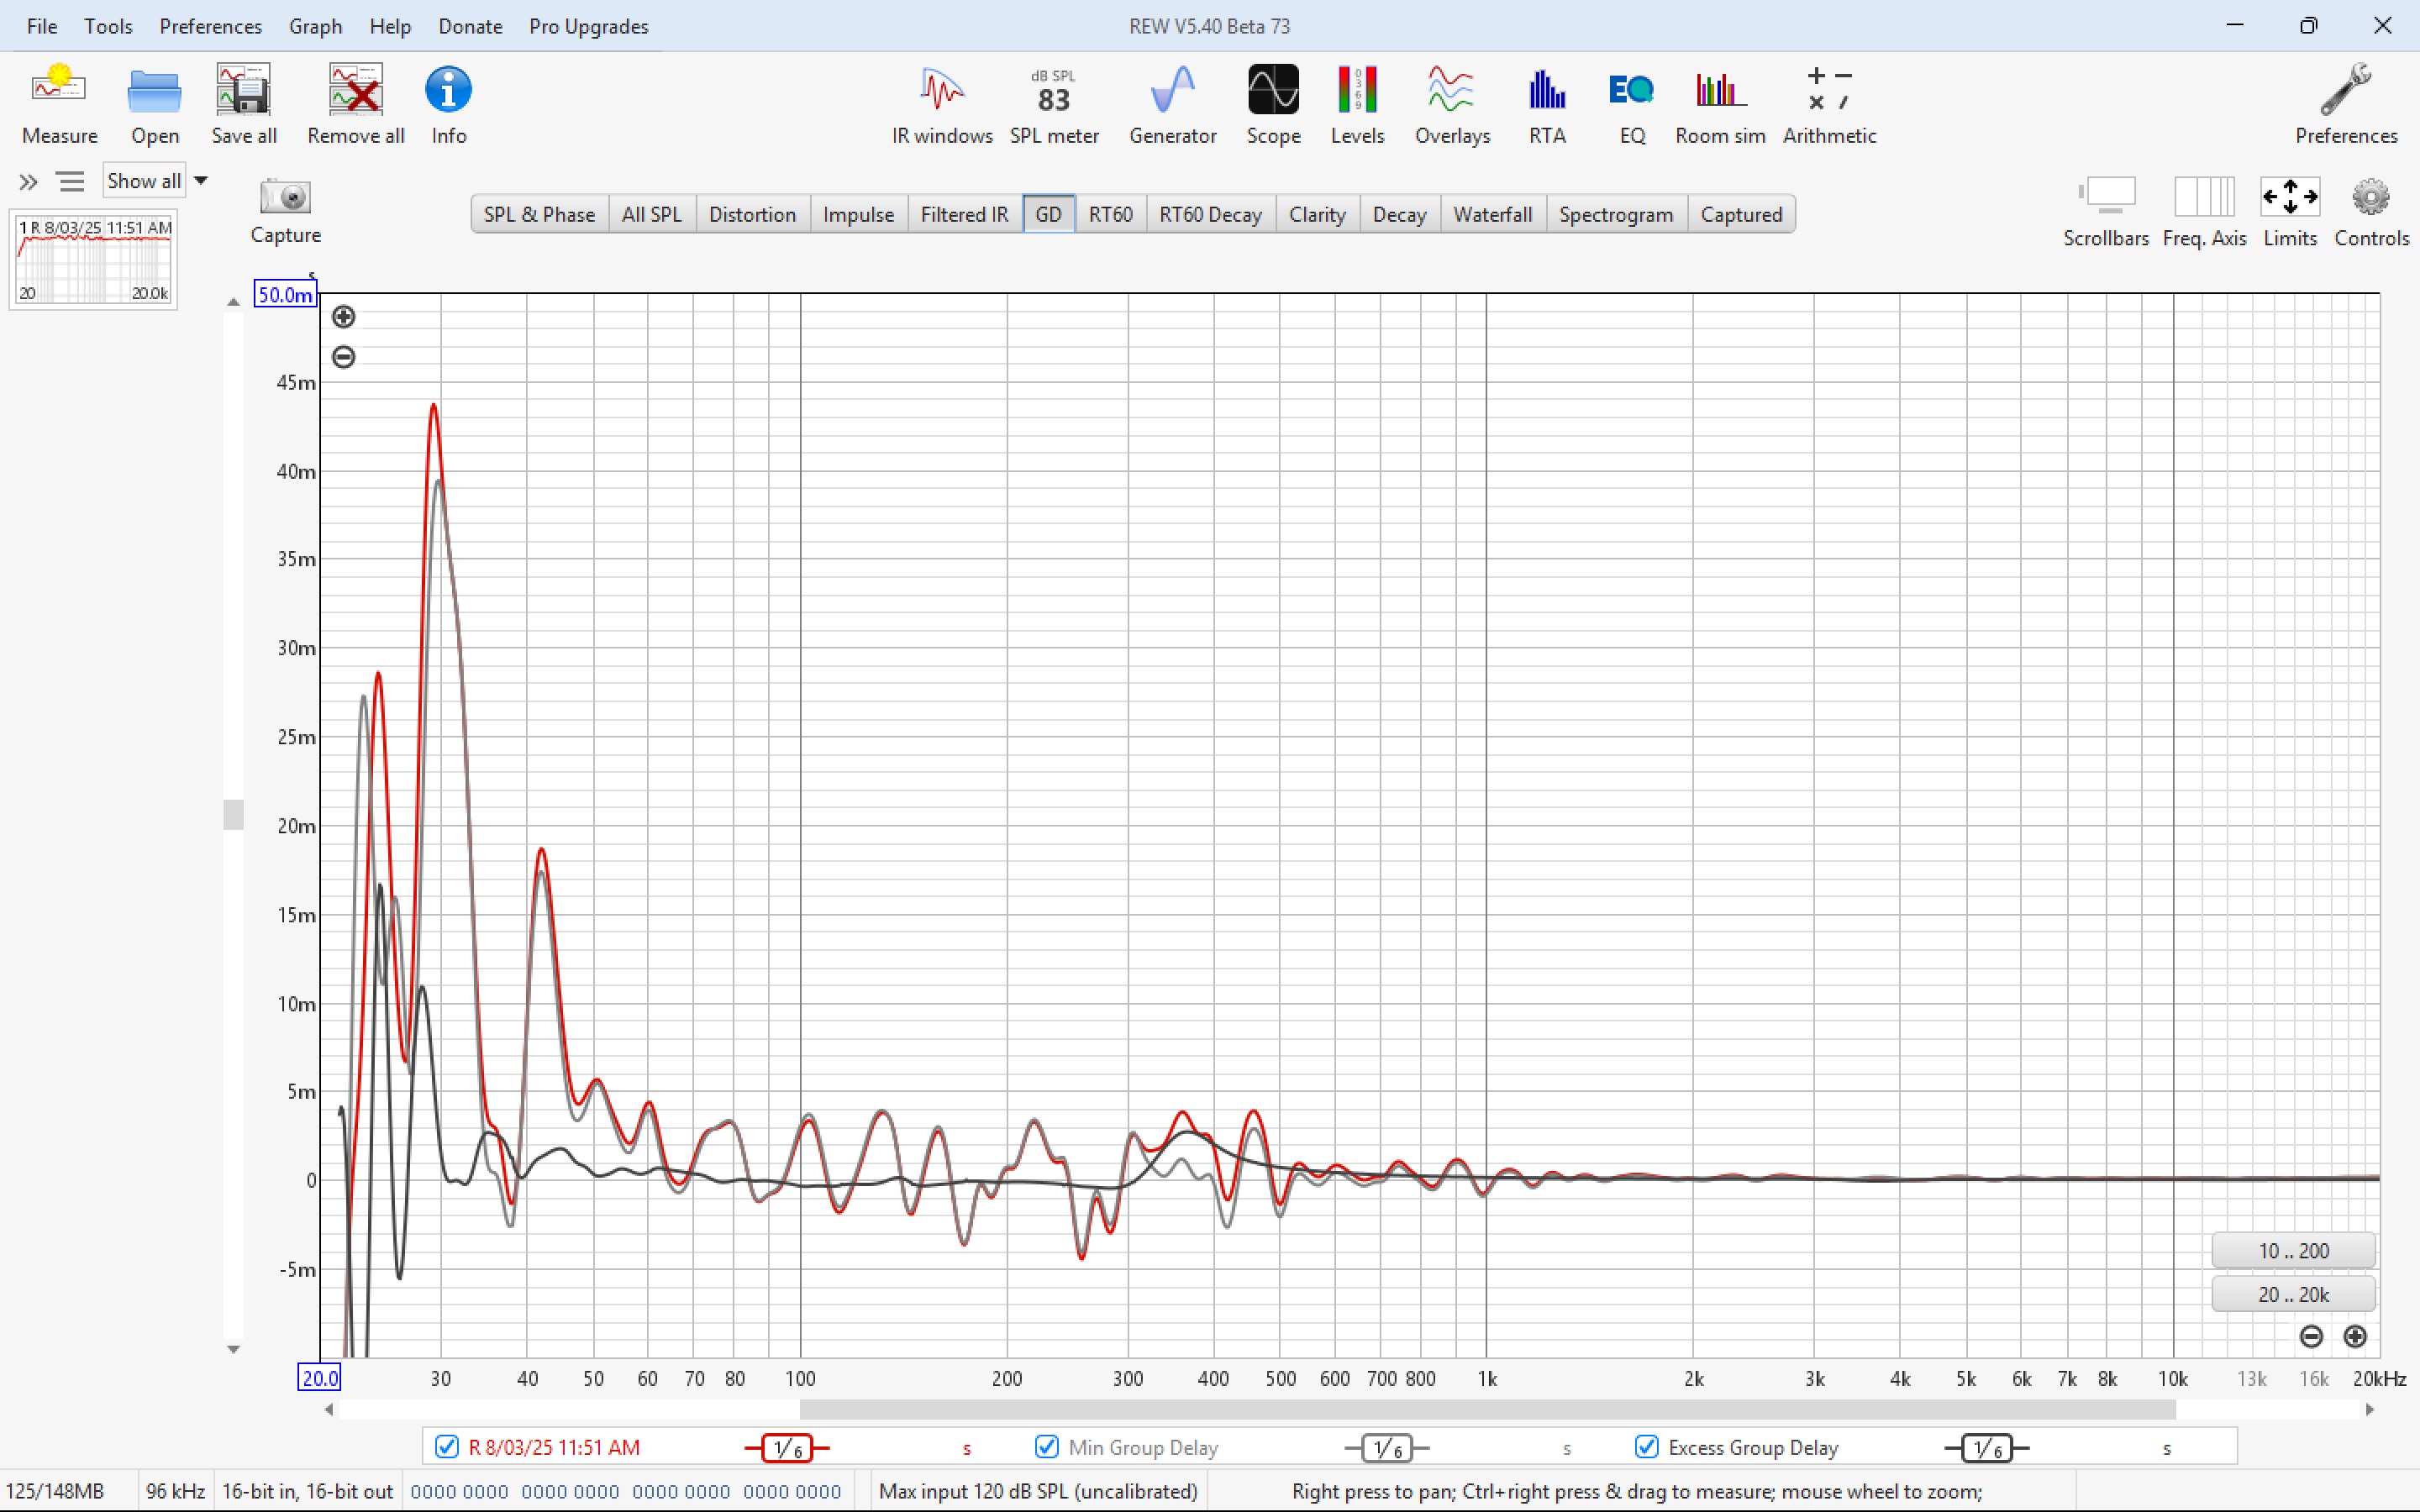 File Tools Preferences Graph Help Donate Pro Upgrades
REW V5.40 Beta 73
Measure Open Save all Remove all Info
dB SPL
83
0 3 6 9
EQ
IR windows SPL meter Generator Scope Levels Overlays RTA EQ Room sim Arithmetic
Preferences
Show all
1 R 8/03/25 11:51 AM
20 20.0k
Capture
SPL & Phase All SPL Distortion Impulse Filtered IR GD RT60 RT60 Decay Clarity Decay Waterfall Spectrogram Captured
Scrollbars Freq. Axis Limits Controls
s
50.0m
45m
40m
35m
30m
25m
20m
15m
10m
5m
0
-5m
10 .. 200
20 .. 20k
20.0 30 40 50 60 70 80 100 200 300 400 500 600 700 800 1k 2k 3k 4k 5k 6k 7k 8k 10k 13k 16k 20kHz
R 8/03/25 11:51 AM 1/6 s Min Group Delay 1/6 s Excess Group Delay 1/6 s
125/148MB 96 kHz 16-bit in, 16-bit out 0000 0000 0000 0000 0000 0000 0000 0000 Max input 120 dB SPL (uncalibrated) Right press to pan; Ctrl+right press & drag to measure; mouse wheel to zoom;